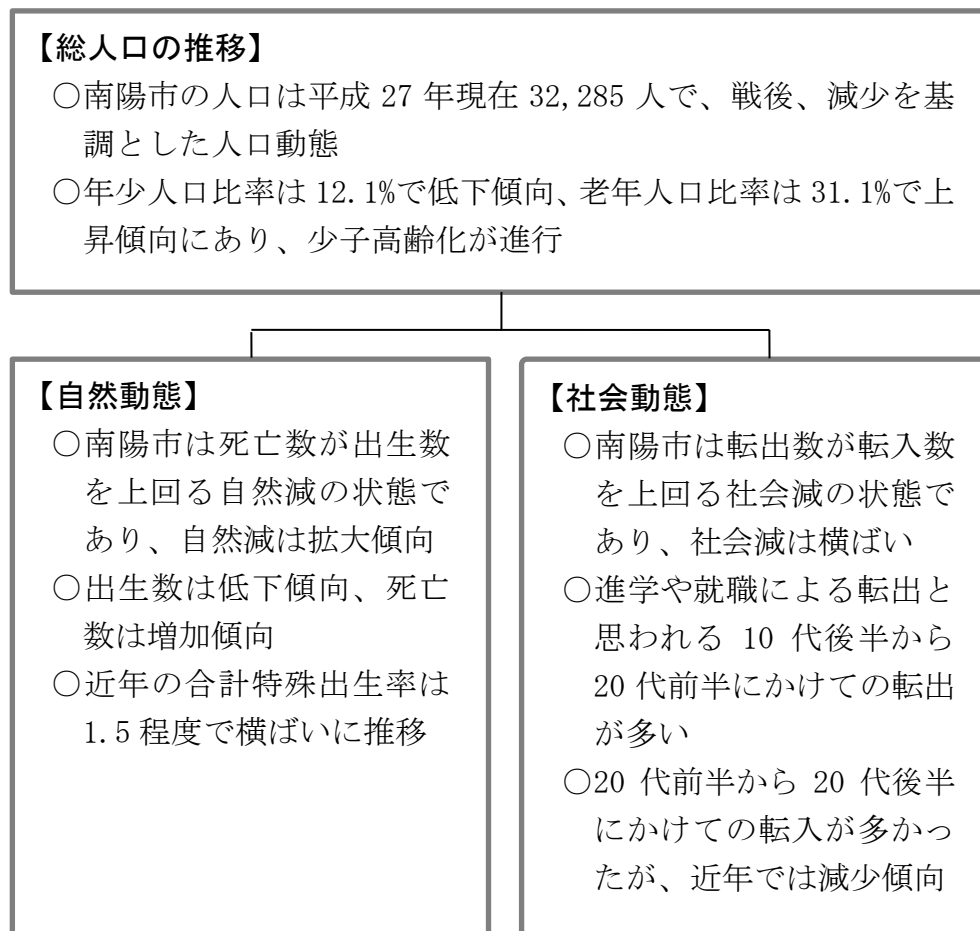 【総人口の推移】
○南陽市の人口は平成 27 年現在 32,285 人で、戦後、減少を基
調とした人口動態
○年少人口比率は 12.1%で低下傾向、老年人口比率は 31.1%で上
昇傾向にあり、少子高齢化が進行
【自然動態】
○南陽市は死亡数が出生数
を上回る自然減の状態で
あり、自然減は拡大傾向
○出生数は低下傾向、死亡
数は増加傾向
○近年の合計特殊出生率は
1.5 程度で横ばいに推移
【社会動態】
○南陽市は転出数が転入数
を上回る社会減の状態で
あり、社会減は横ばい
○進学や就職による転出と
思われる 10 代後半から
20 代前半にかけての転出
が多い
○20 代前半から 20 代後半
にかけての転入が多かっ
たが、近年では減少傾向